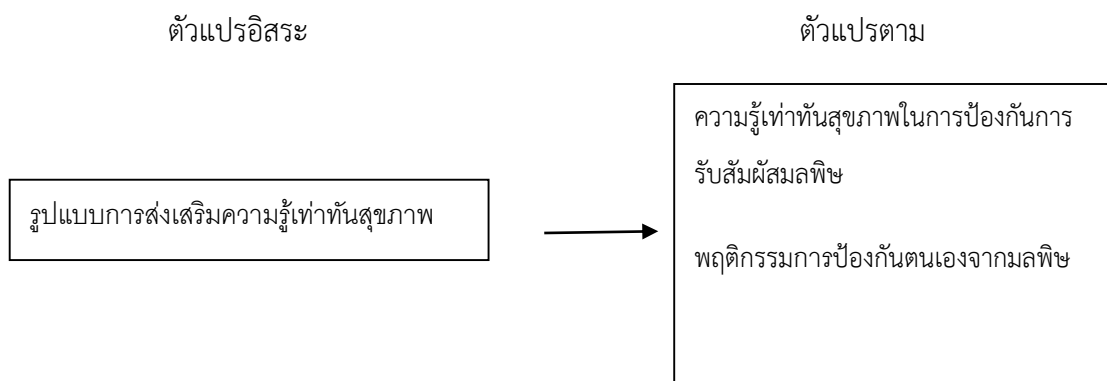 ตัวแปรอิสระ
ตัวแปรตาม
รูปแบบการส่งเสริมความรู้เท่าทันสุขภาพ
ความรู้เท่าทันสุขภาพในการป้องกันการ
รับสัมผัสมลพิษ
พฤติกรรมการป้องกันตนเองจากมลพิษ